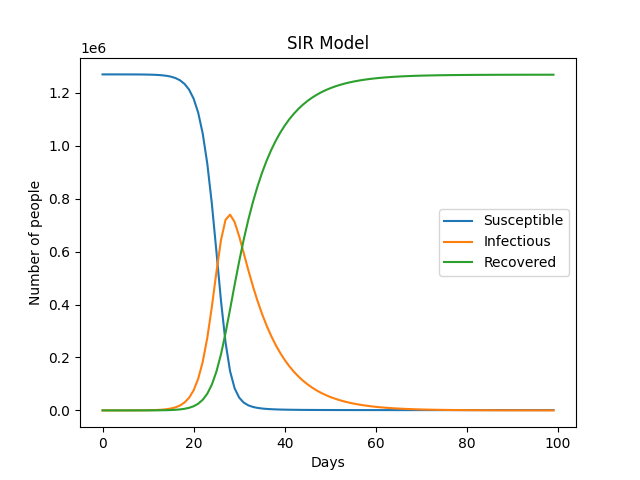 SIR Model
1e6
1.2
1.0
0.8
0.6
0.4
0.2
0.0
Number of people
Susceptible
Infectious
Recovered
0 20 40 60 80 100
Days